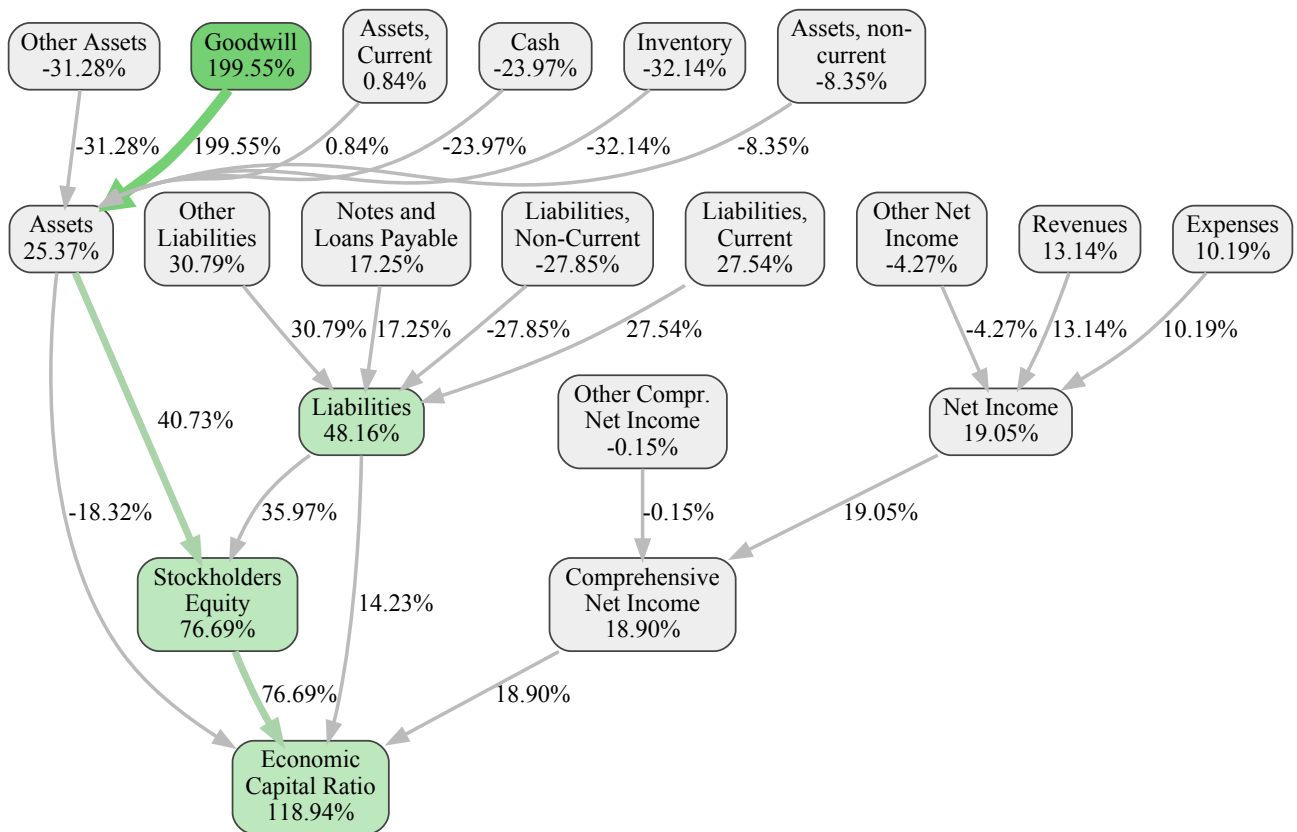 Other Assets
-31.28%
Goodwill
199.55%
Assets,
Current
0.84%
Cash
-23.97%
Inventory
-32.14%
Assets, non-
current
-8.35%
-31.28%
199.55%
0.84%
-23.97%
-32.14%
-8.35%
Assets
25.37%
Other
Liabilities
30.79%
Notes and
Loans Payable
17.25%
Liabilities,
Non-Current
-27.85%
Liabilities,
Current
27.54%
Other Net
Income
-4.27%
Revenues
13.14%
Expenses
10.19%
30.79%
17.25%
-27.85%
27.54%
-4.27%
13.14%
10.19%
40.73%
Liabilities
48.16%
Other Compr.
Net Income
-0.15%
Net Income
19.05%
-18.32%
35.97%
-0.15%
19.05%
Stockholders
Equity
76.69%
14.23%
Comprehensive
Net Income
18.90%
76.69%
18.90%
Economic
Capital Ratio
118.94%